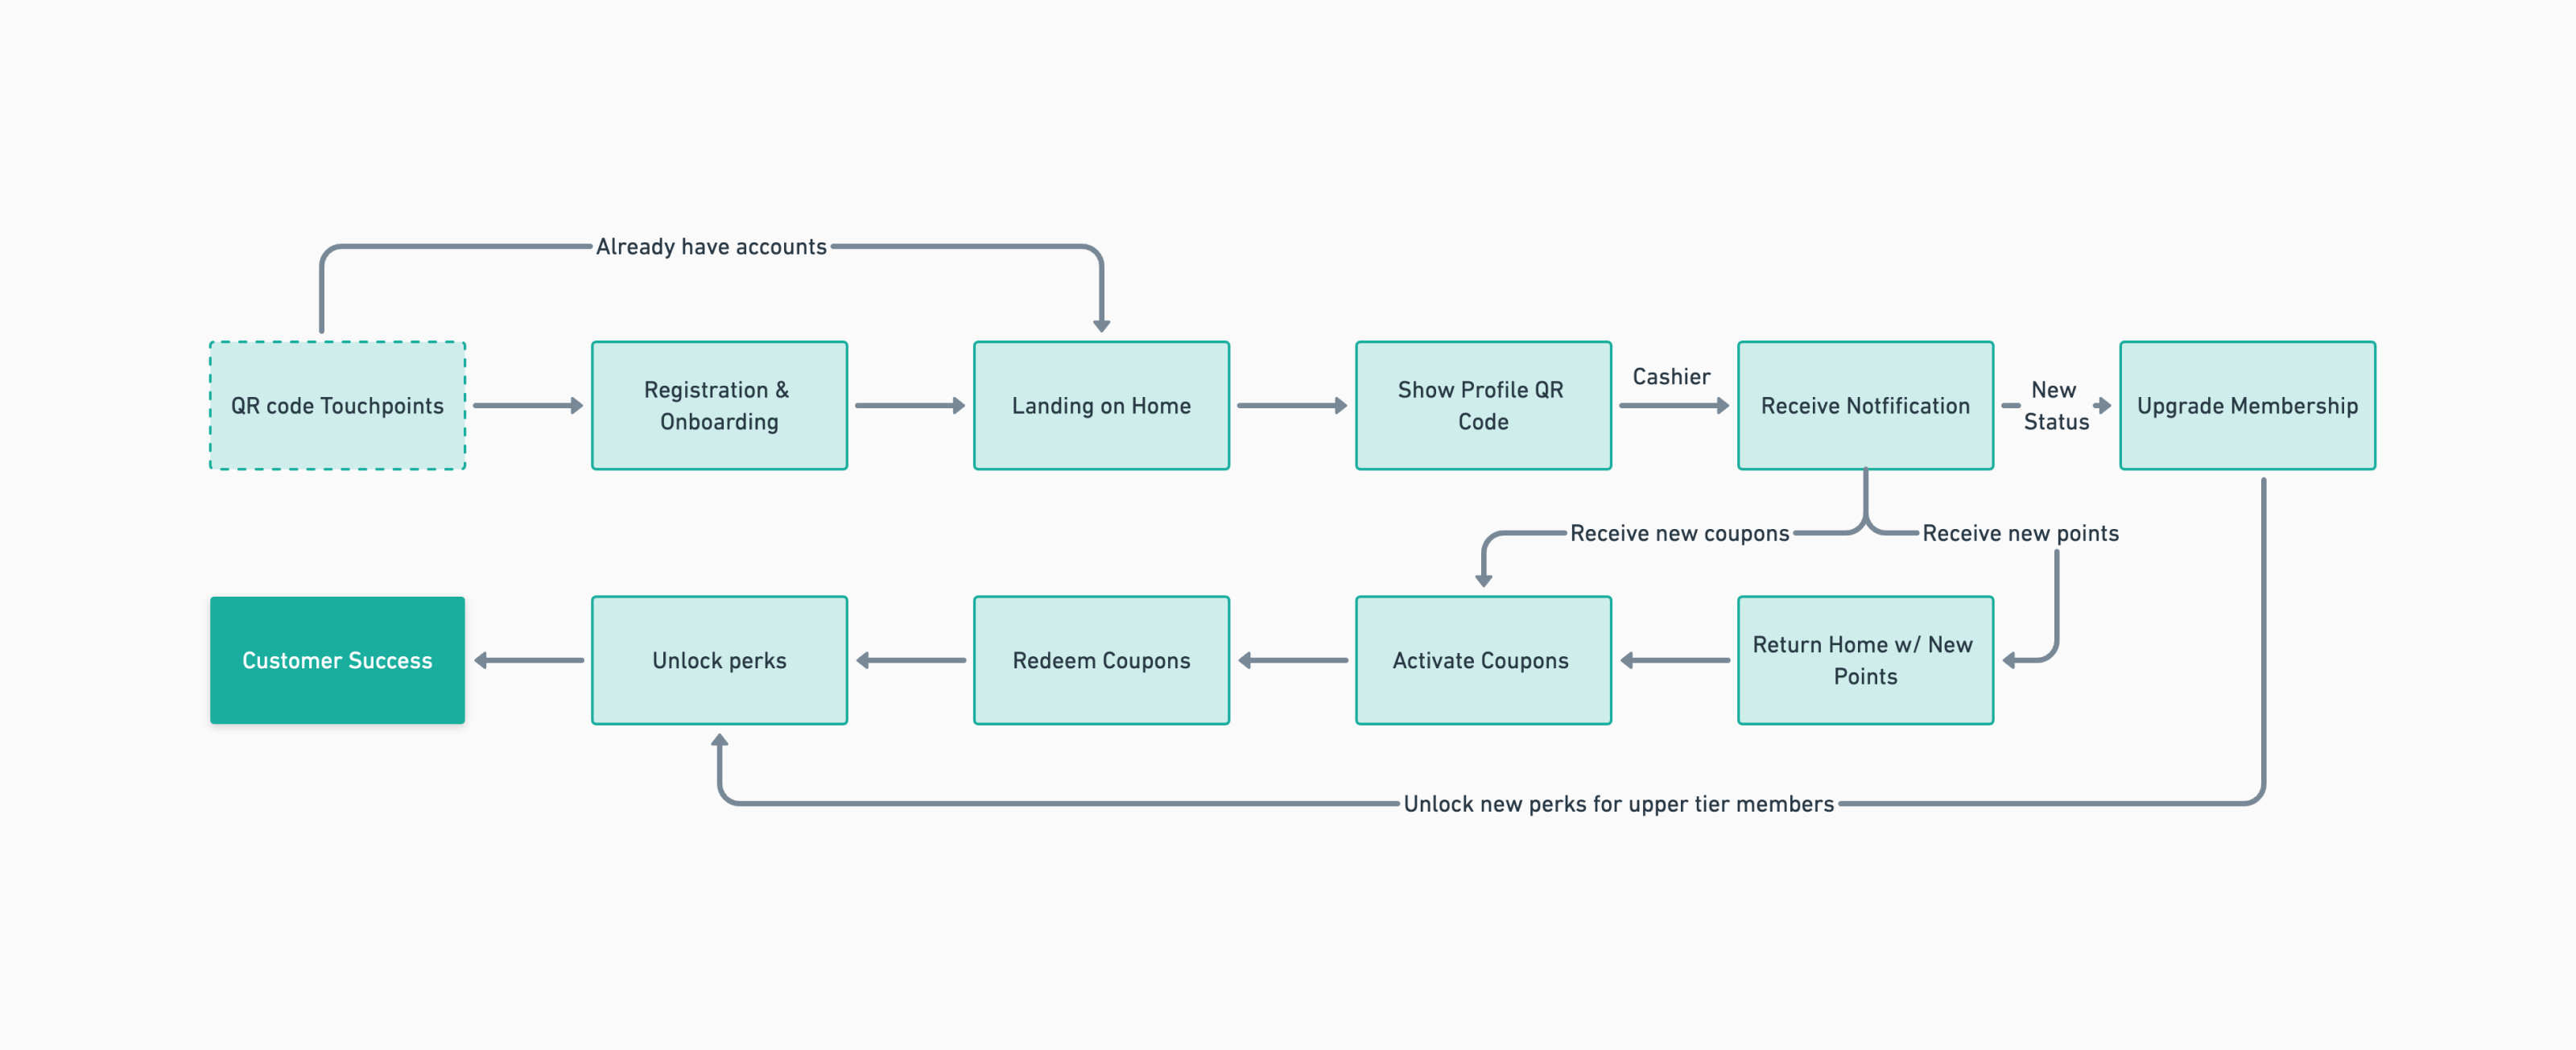 Already have accounts
QR code Touchpoints
Registration &
Onboarding
Landing on Home
Show Profile QR
Code
Cashier
Receive Notfification
New
Status
Upgrade Membership
Receive new coupons
Receive new points
Customer Success
Unlock perks
Redeem Coupons
Activate Coupons
Return Home w/ New
Points
Unlock new perks for upper tier members